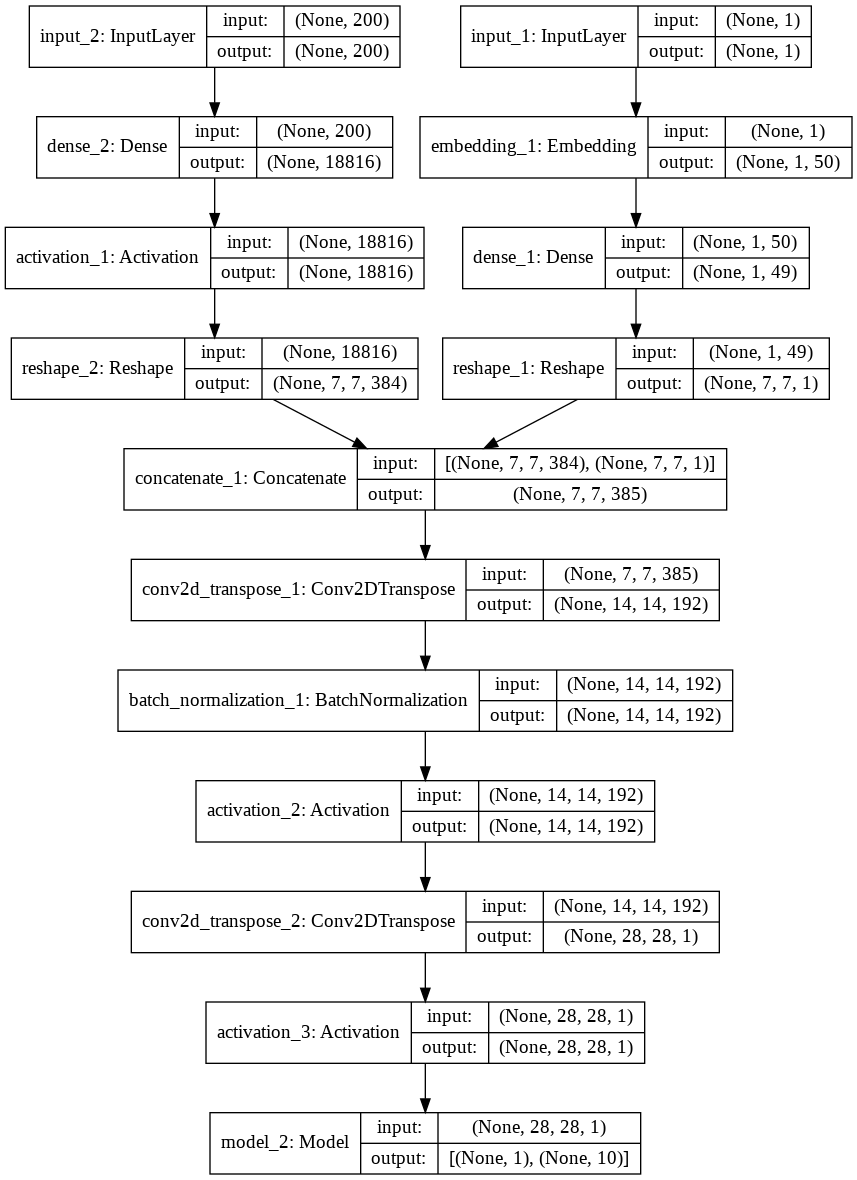 input_2: InputLayer
input: (None, 200)
output: (None, 200)
input_1: InputLayer
input: (None, 1)
output: (None, 1)
dense_2: Dense
input: (None, 200)
output: (None, 18816)
embedding_1: Embedding
input: (None, 1)
output: (None, 1, 50)
activation_1: Activation
input: (None, 18816)
output: (None, 18816)
dense_1: Dense
input: (None, 1, 50)
output: (None, 1, 49)
reshape_2: Reshape
input: (None, 18816)
output: (None, 7, 7, 384)
reshape_1: Reshape
input: (None, 1, 49)
output: (None, 7, 7, 1)
concatenate_1: Concatenate
input: [(None, 7, 7, 384), (None, 7, 7, 1)]
output: (None, 7, 7, 385)
conv2d_transpose_1: Conv2DTranspose
input: (None, 7, 7, 385)
output: (None, 14, 14, 192)
batch_normalization_1: BatchNormalization
input: (None, 14, 14, 192)
output: (None, 14, 14, 192)
activation_2: Activation
input: (None, 14, 14, 192)
output: (None, 14, 14, 192)
conv2d_transpose_2: Conv2DTranspose
input: (None, 14, 14, 192)
output: (None, 28, 28, 1)
activation_3: Activation
input: (None, 28, 28, 1)
output: (None, 28, 28, 1)
model_2: Model
input: (None, 28, 28, 1)
output: [(None, 1), (None, 10)]